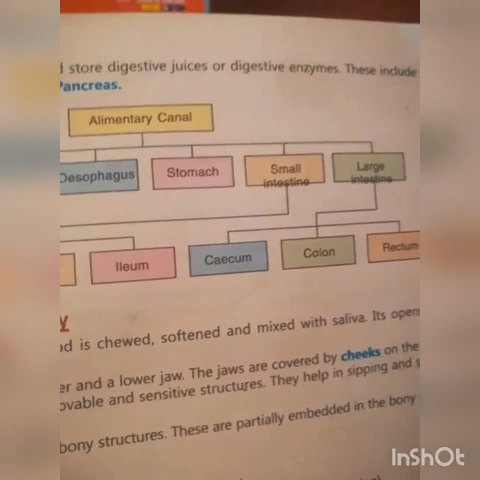 store digestive juices or digestive enzymes. These include
Pancreas.
Alimentary Canal
Oesophagus
Stomach
Small intestine
Large intestine
Ileum
Caecum
Colon
Rectum
is chewed, softened and mixed with saliva. Its
er and a lower jaw. The jaws are covered by cheeks on the
ovable and sensitive structures. They help in sipping and
bony structures. These are partially embedded in the bony
InShOt